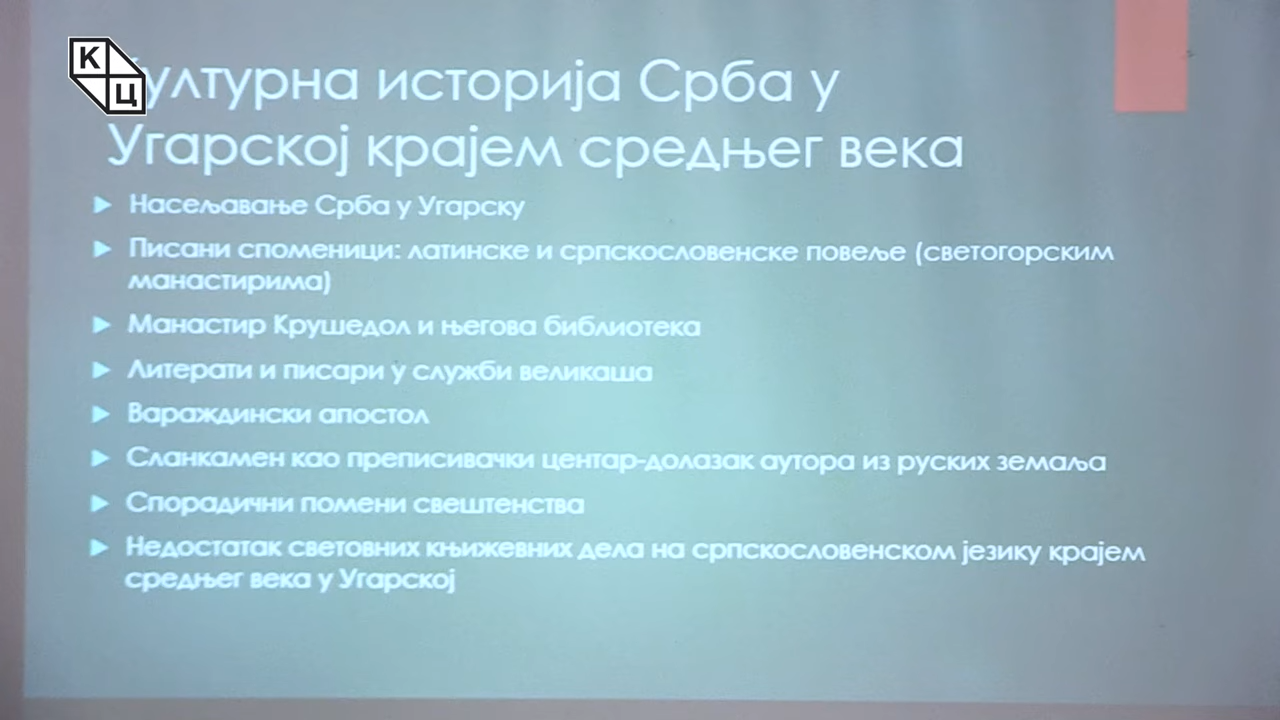 КЦ
Културна историја Срба у
Угарској крајем средњег века
Насељавање Срба у Угарску
Писани споменици: латинске и српскословенске повеље (светогорским
манастирима)
Манастир Крушедол и његова библиотека
Литерати и писари у служби великаша
Вараждински апостол
Сланкамен као преписивачки центар-долазак аутора из руских земаља
Спорадични помени свештенства
Недостатак световних књижевних дела на српскословенском језику крајем
средњег века у Угарској